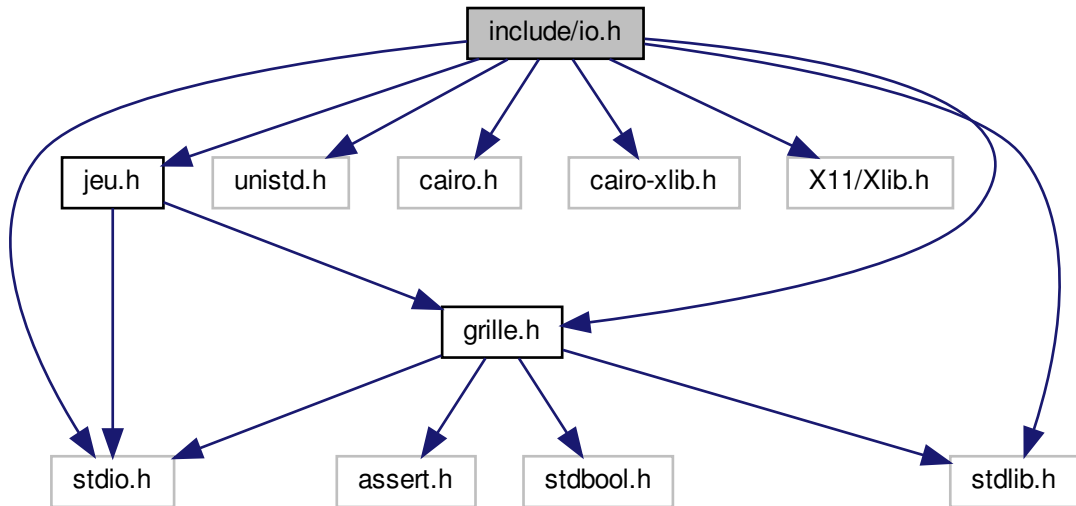 include/io.h
jeu.h
unistd.h
cairo.h
cairo-xlib.h
X11/Xlib.h
grille.h
stdio.h
assert.h
stdbool.h
stdlib.h